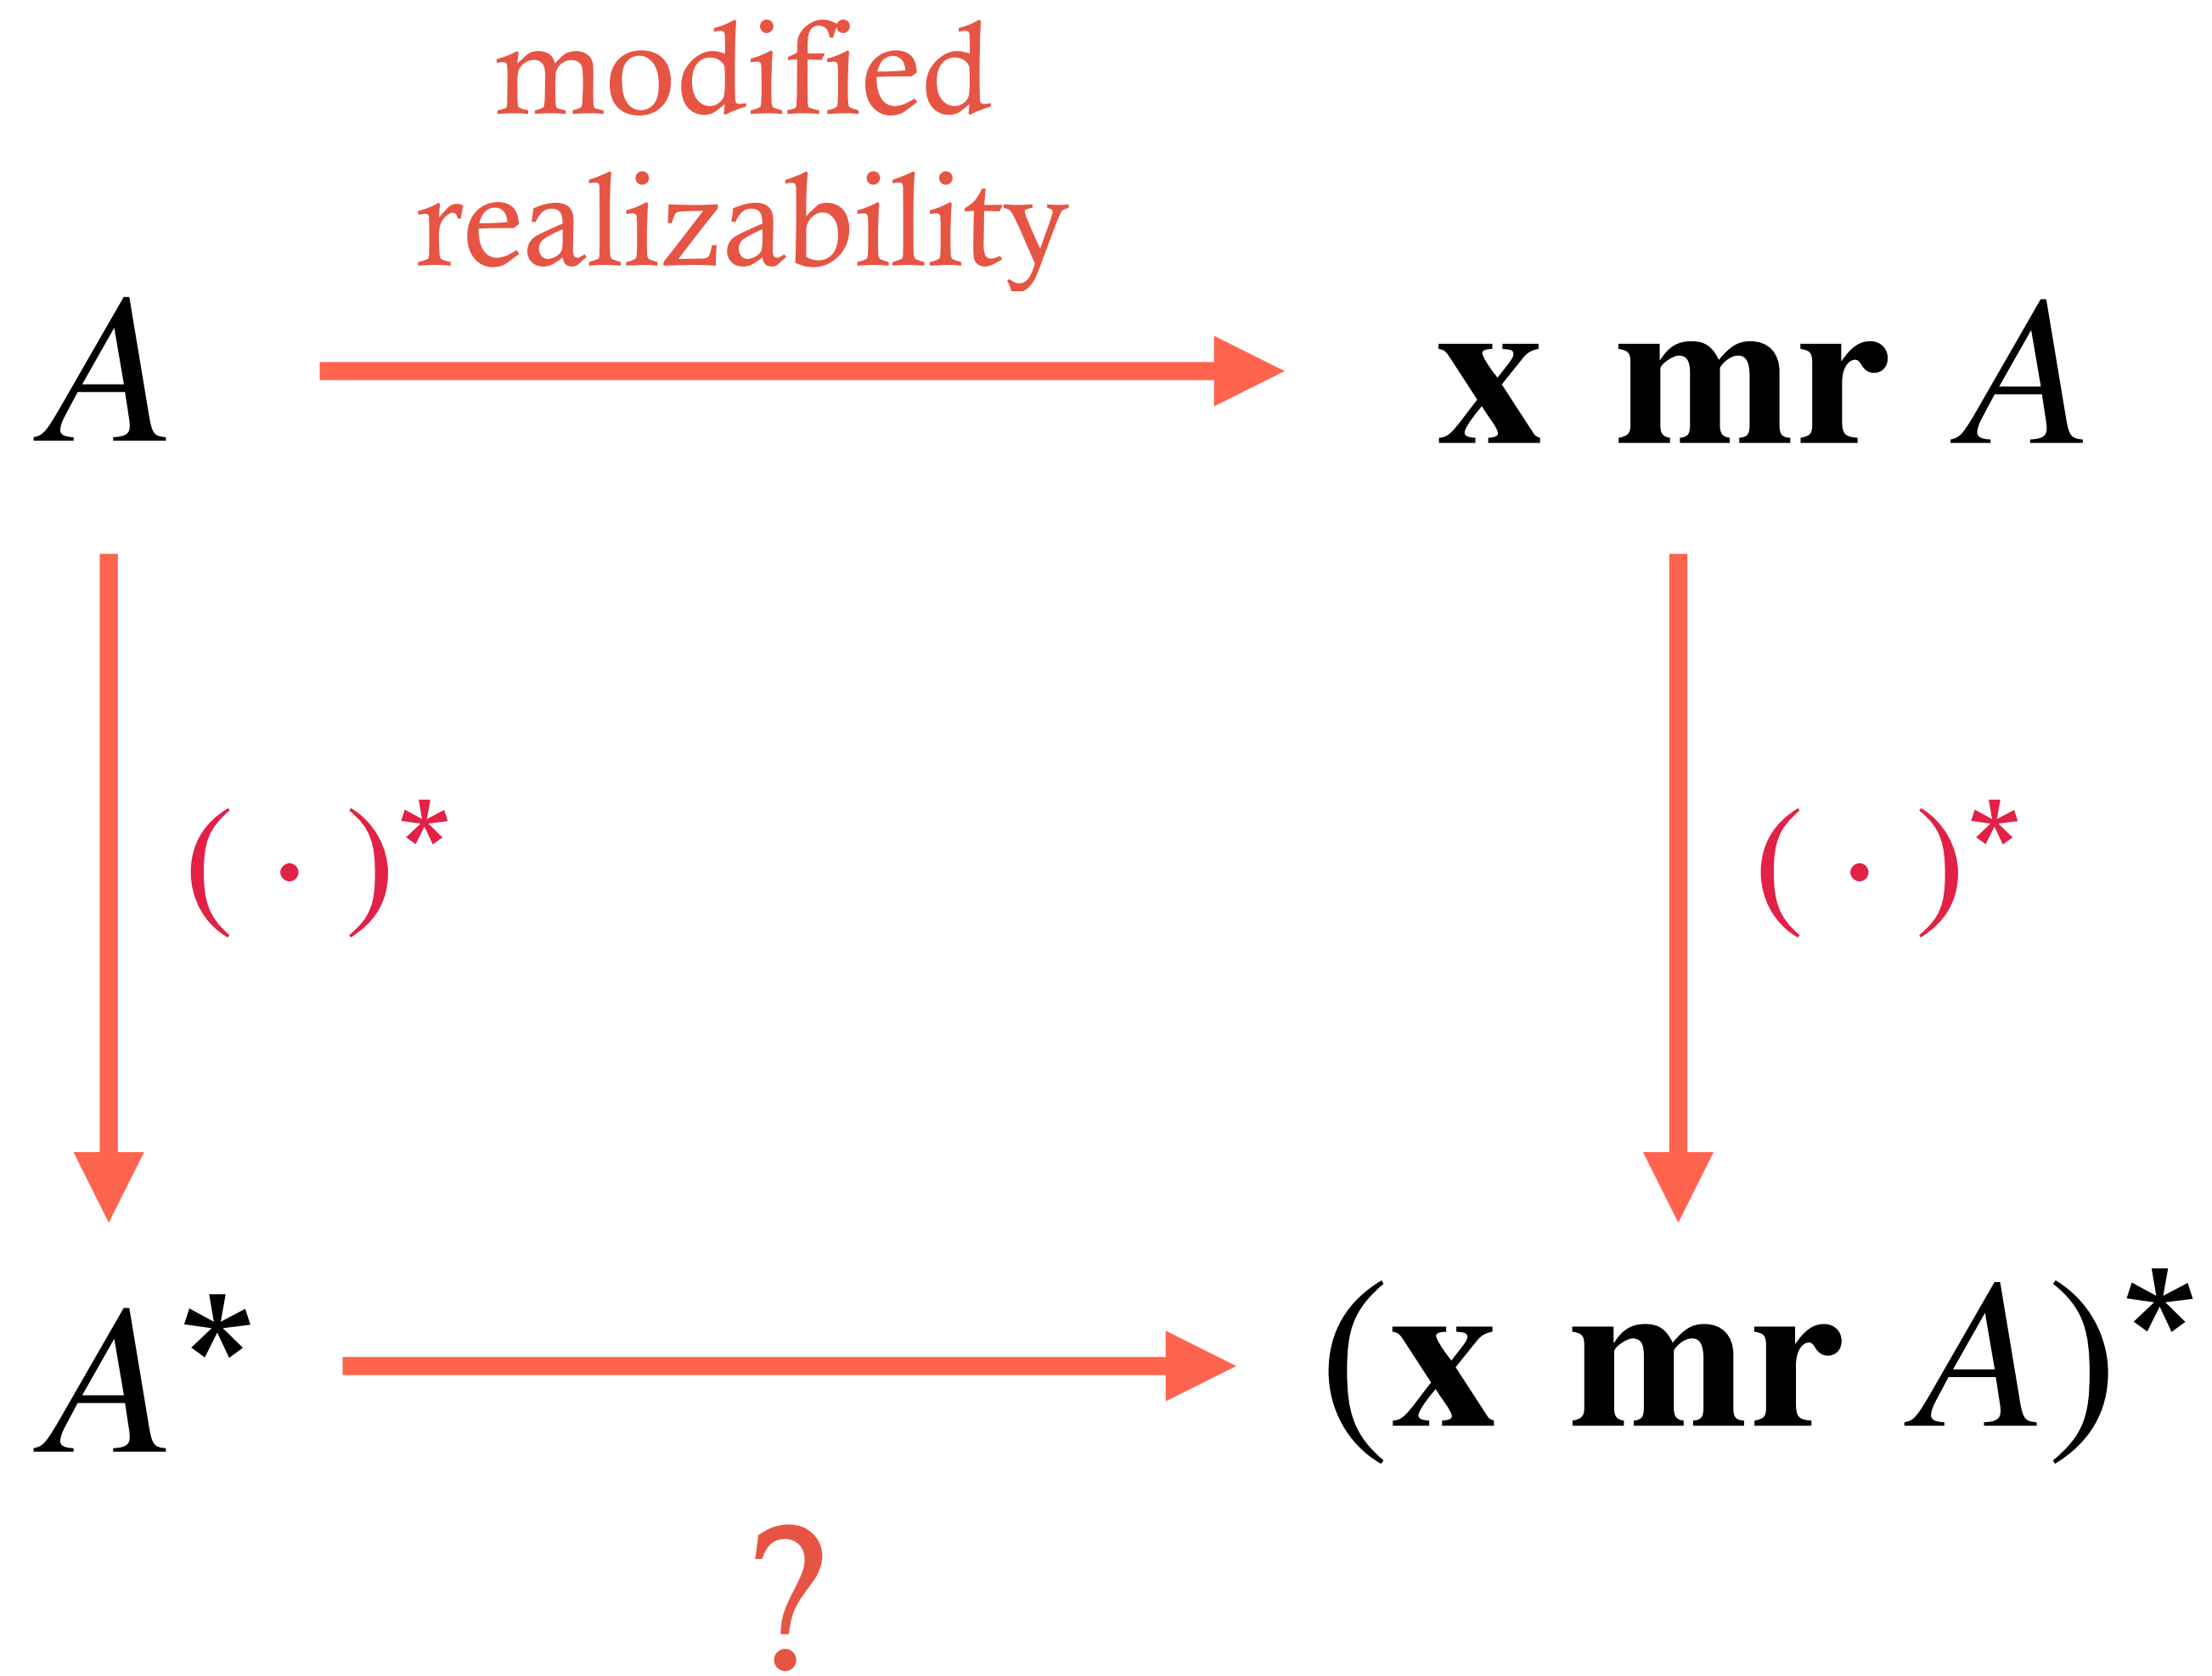 modified
realizability
A x mr A
( · )* ( · )*
A* (x mr A)*
?